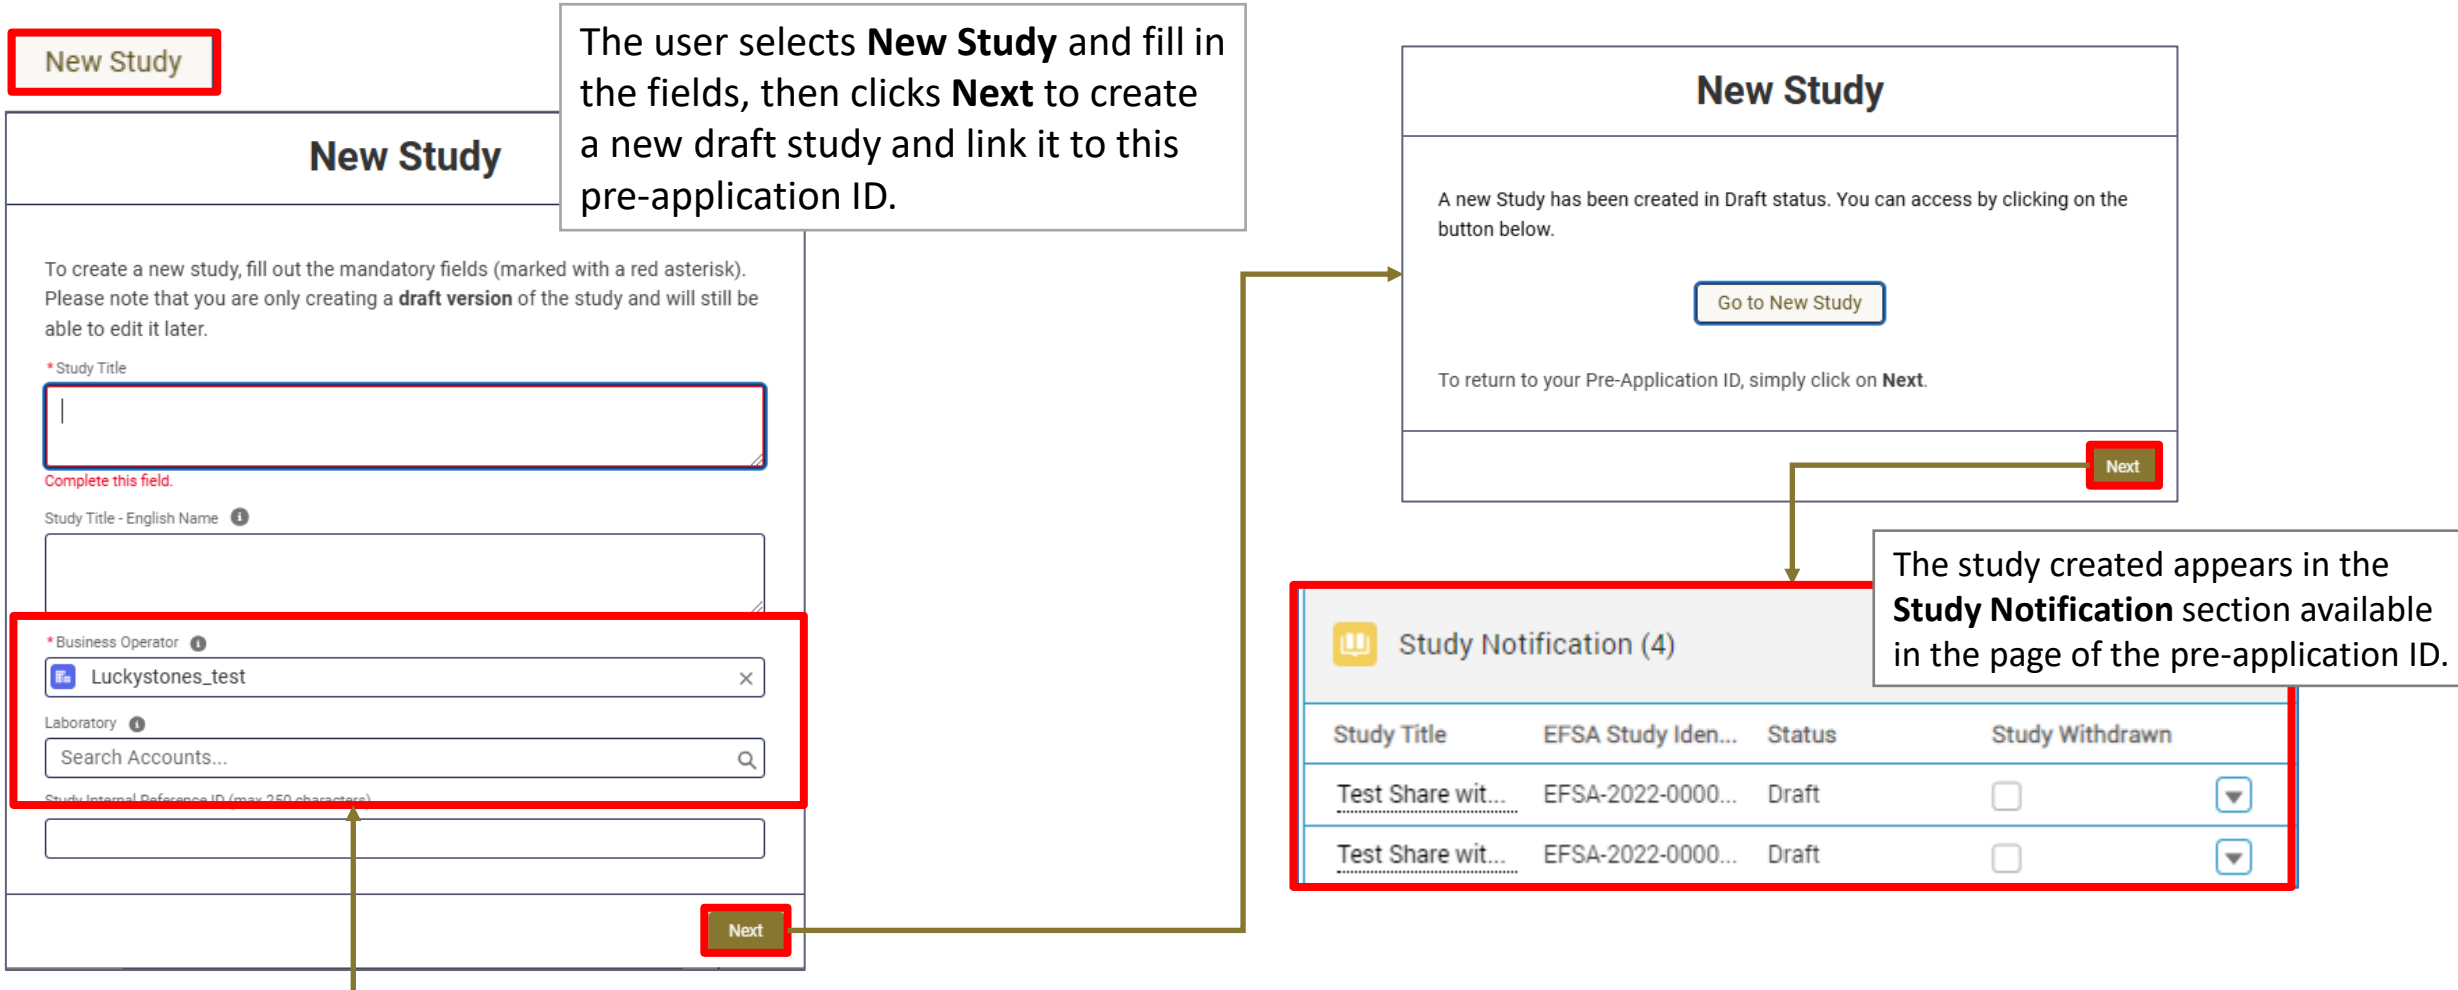 New Study
The user selects New Study and fill in
the fields, then clicks Next to create
a new draft study and link it to this
pre-application ID.
New Study
To create a new study, fill out the mandatory fields (marked with a red asterisk).
Please note that you are only creating a draft version of the study and will still be
able to edit it later.
* Study Title
Complete this field.
Study Title - English Name
* Business Operator
Luckystones_test
Laboratory
Search Accounts...
Study Internal Reference ID (max 250 characters)
Next
New Study
A new Study has been created in Draft status. You can access by clicking on the
button below.
Go to New Study
To return to your Pre-Application ID, simply click on Next.
Next
The study created appears in the
Study Notification section available
in the page of the pre-application ID.
Study Notification (4)
Study Title EFSA Study Iden... Status Study Withdrawn
Test Share wit... EFSA-2022-0000... Draft
Test Share wit... EFSA-2022-0000... Draft